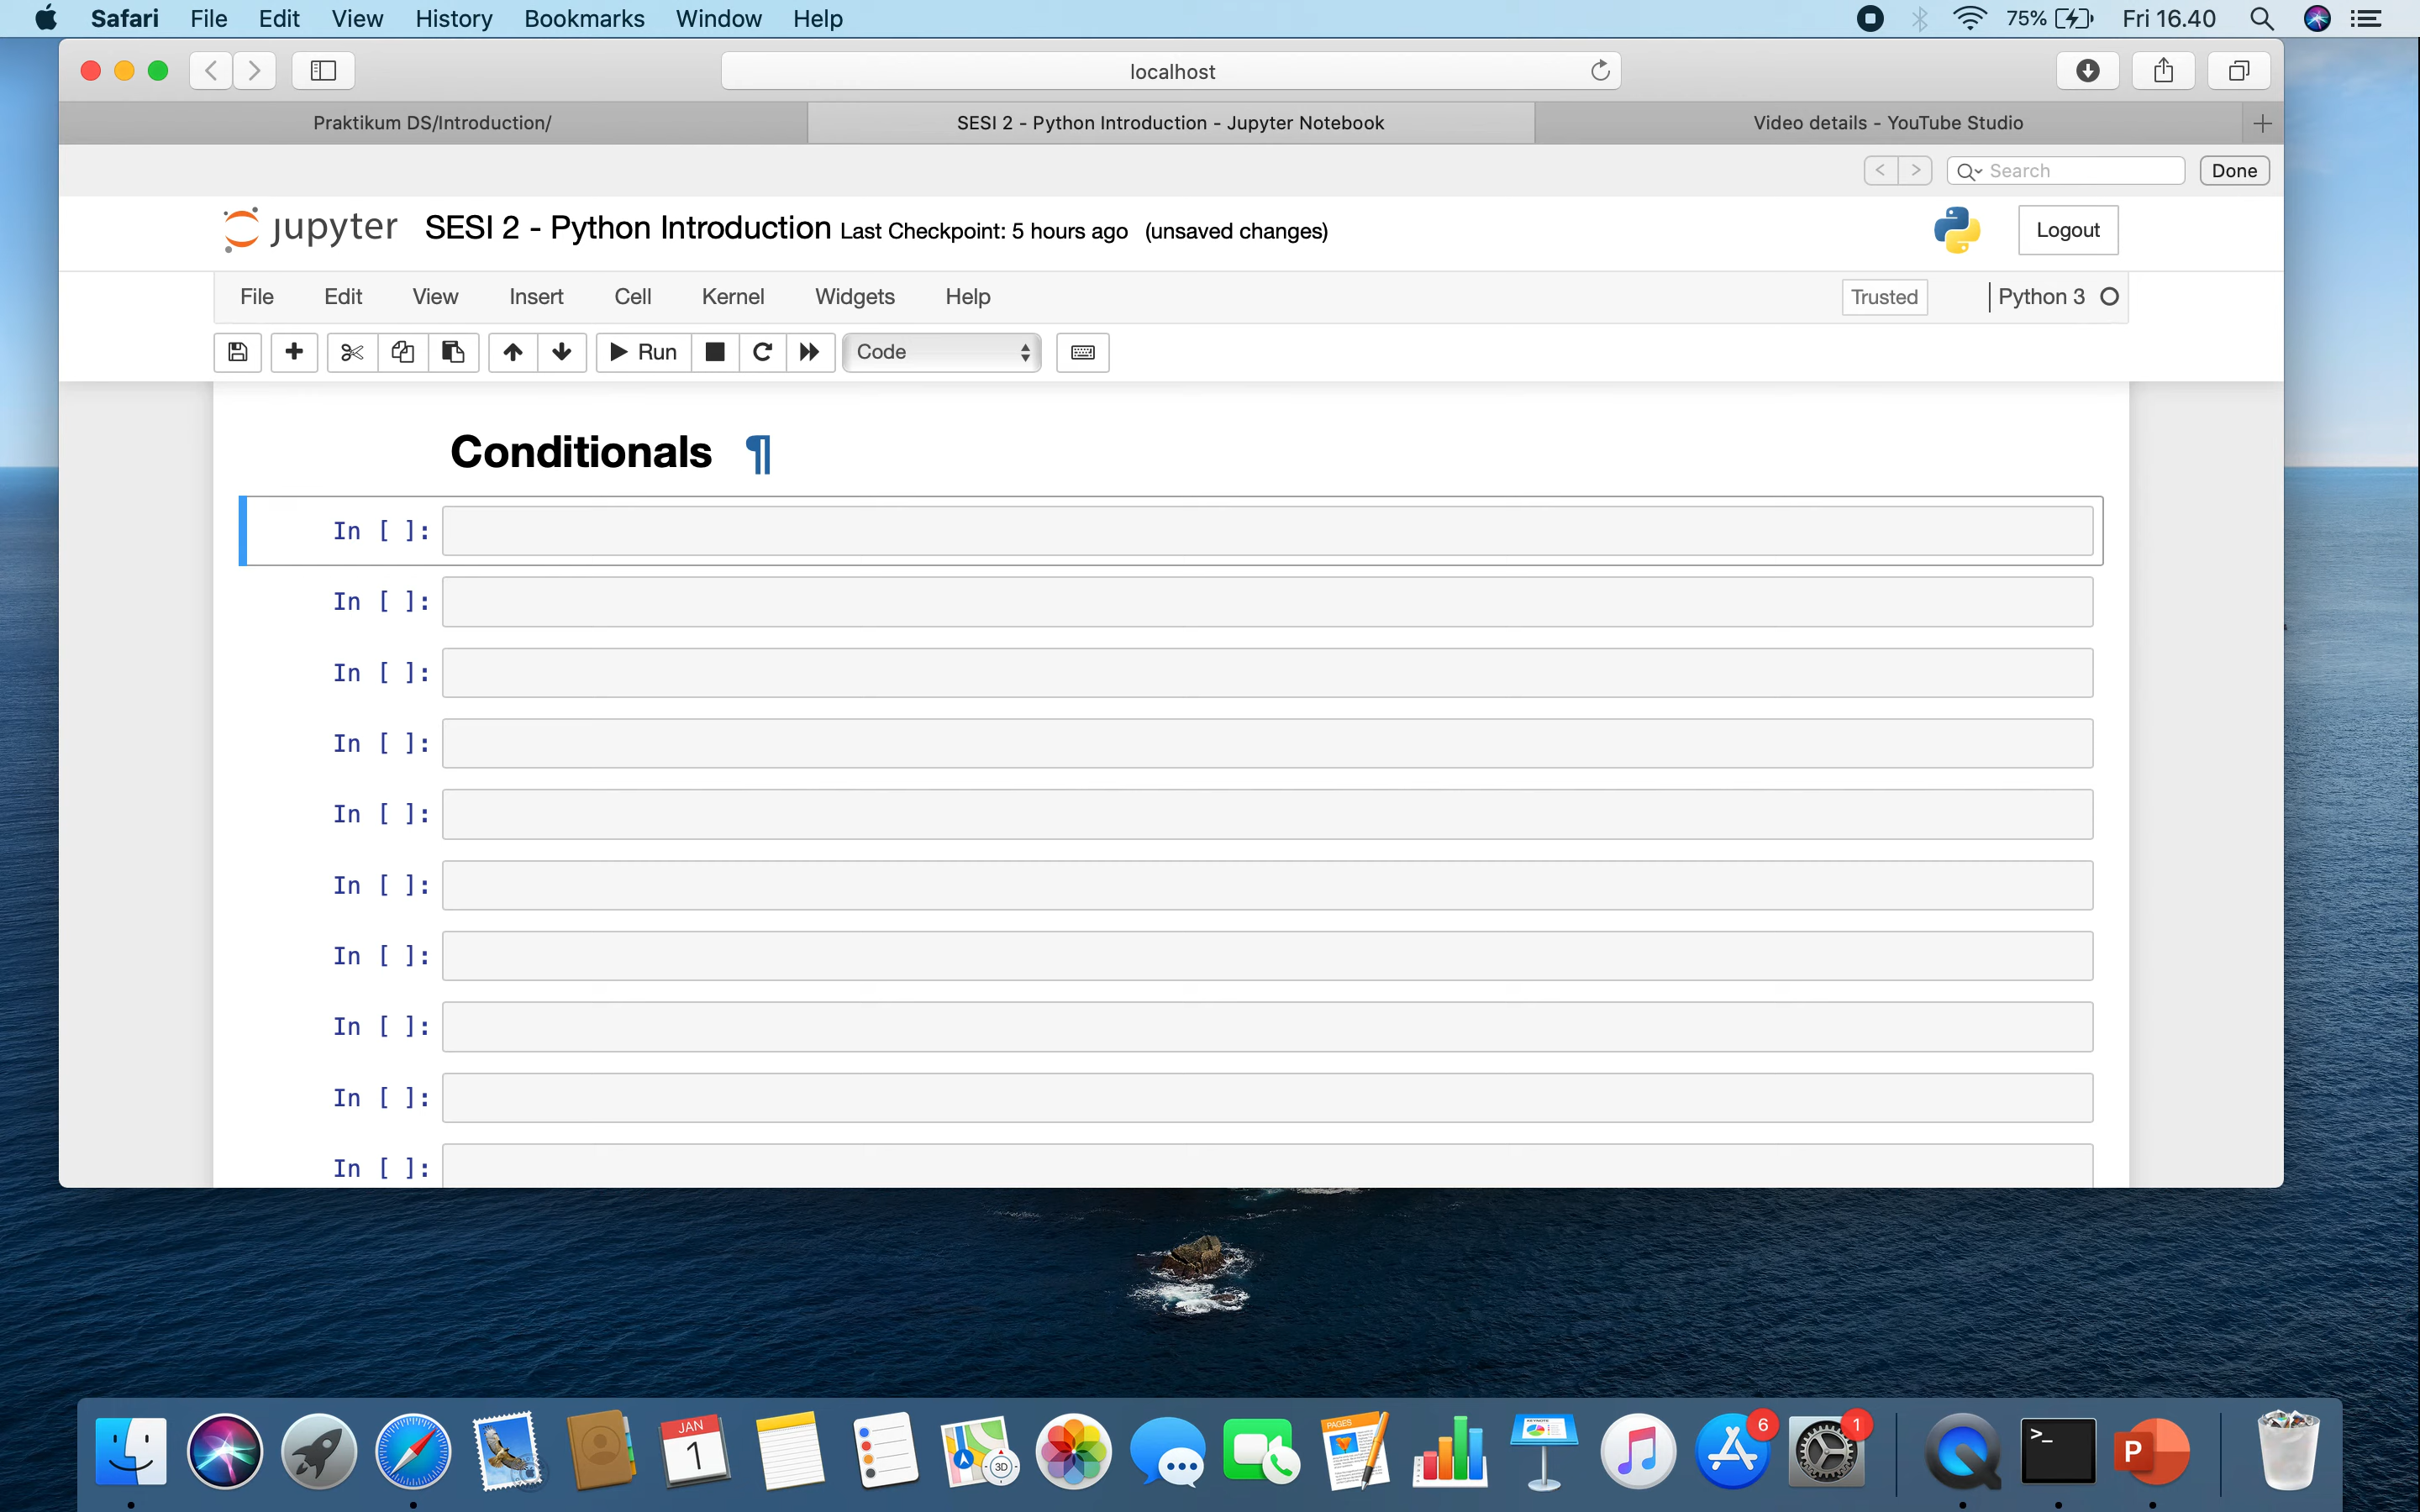 Safari File Edit View History Bookmarks Window Help 75% Fri 16.40
localhost
Praktikum DS/Introduction/ SESI 2 - Python Introduction - Jupyter Notebook Video details - YouTube Studio
Search Done
jupyter SESI 2 - Python Introduction Last Checkpoint: 5 hours ago (unsaved changes) Logout
File Edit View Insert Cell Kernel Widgets Help Trusted Python 3
Run Code
Conditionals ¶
In [ ]:
In [ ]:
In [ ]:
In [ ]:
In [ ]:
In [ ]:
In [ ]:
In [ ]:
In [ ]:
In [ ]:
JAN
1
3D
PAGES
6
1
>_
P